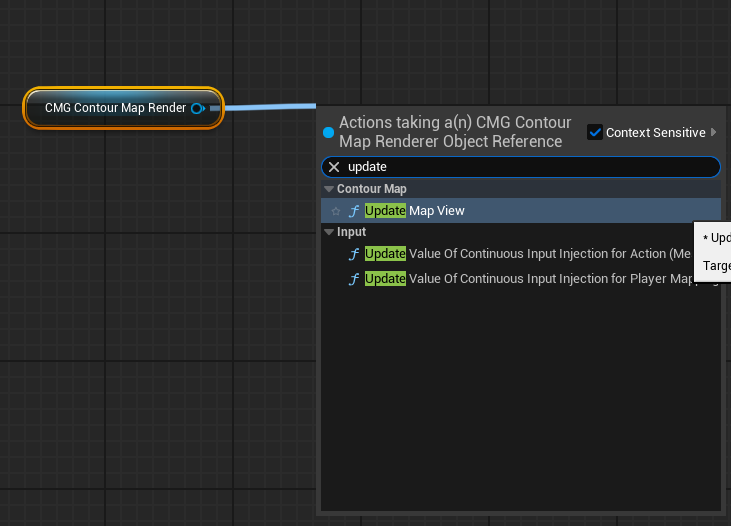 CMG Contour Map Render
Actions taking a(n) CMG Contour
Map Renderer Object Reference
Context Sensitive
update
Contour Map
Update Map View
Input
Update Value Of Continuous Input Injection for Action (Me
Update Value Of Continuous Input Injection for Player
* Upd
Targe